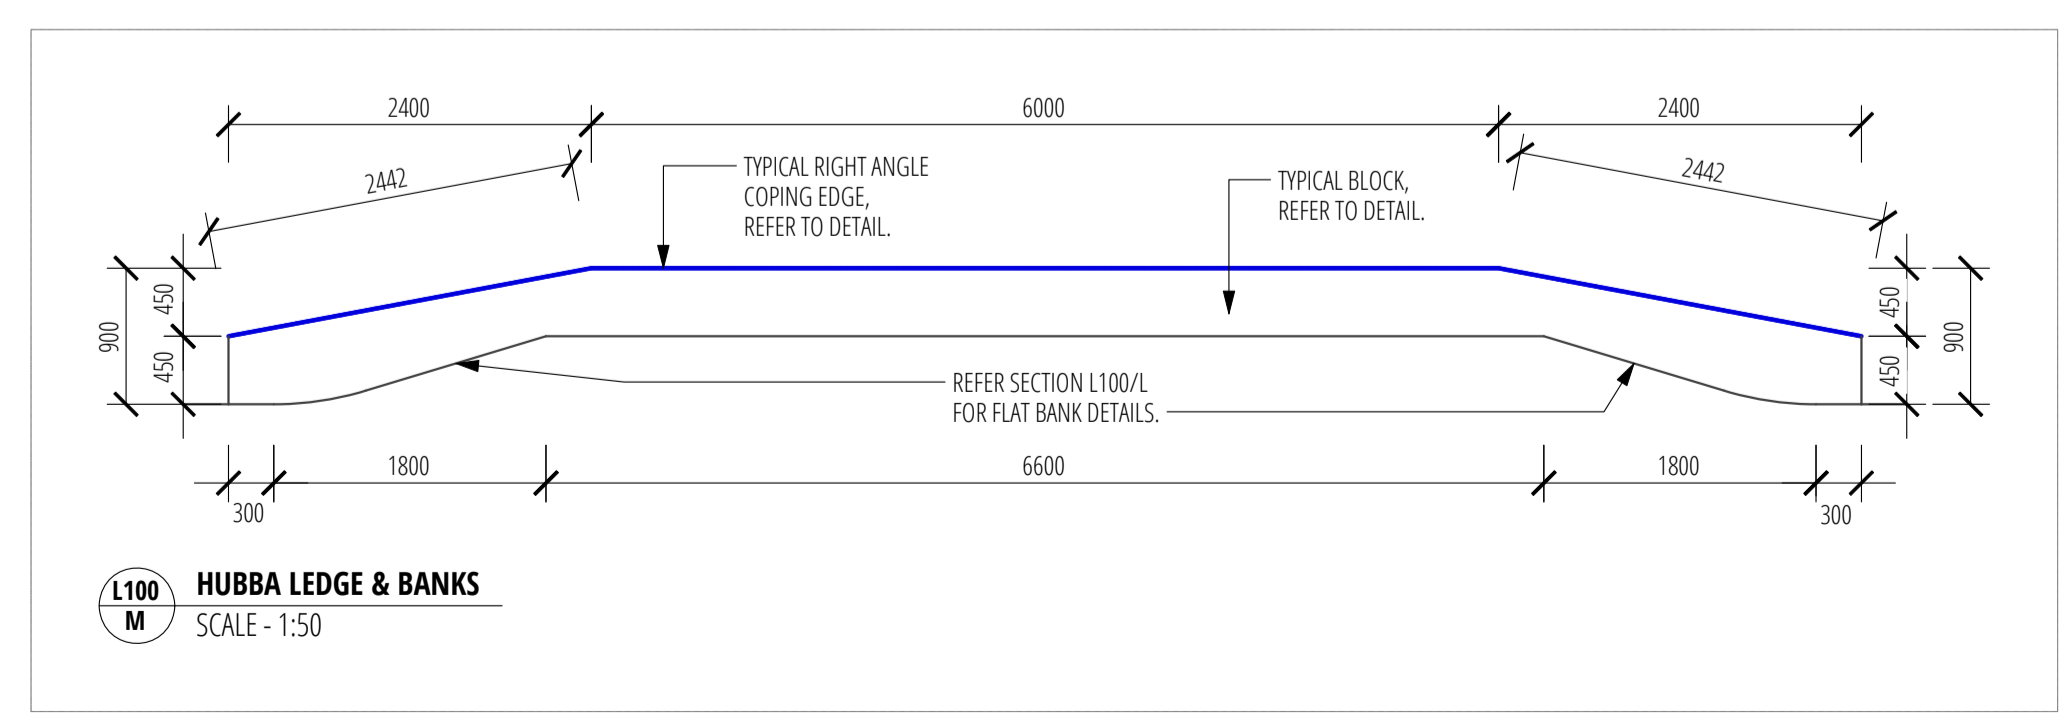 2400
6000
2400
2442
TYPICAL RIGHT ANGLE
COPING EDGE,
REFER TO DETAIL.
TYPICAL BLOCK,
REFER TO DETAIL.
2442
900
450
450
450
450
900
REFER SECTION L100/L
FOR FLAT BANK DETAILS.
1800
6600
1800
300
300
L100
M
HUBBA LEDGE & BANKS
SCALE - 1:50